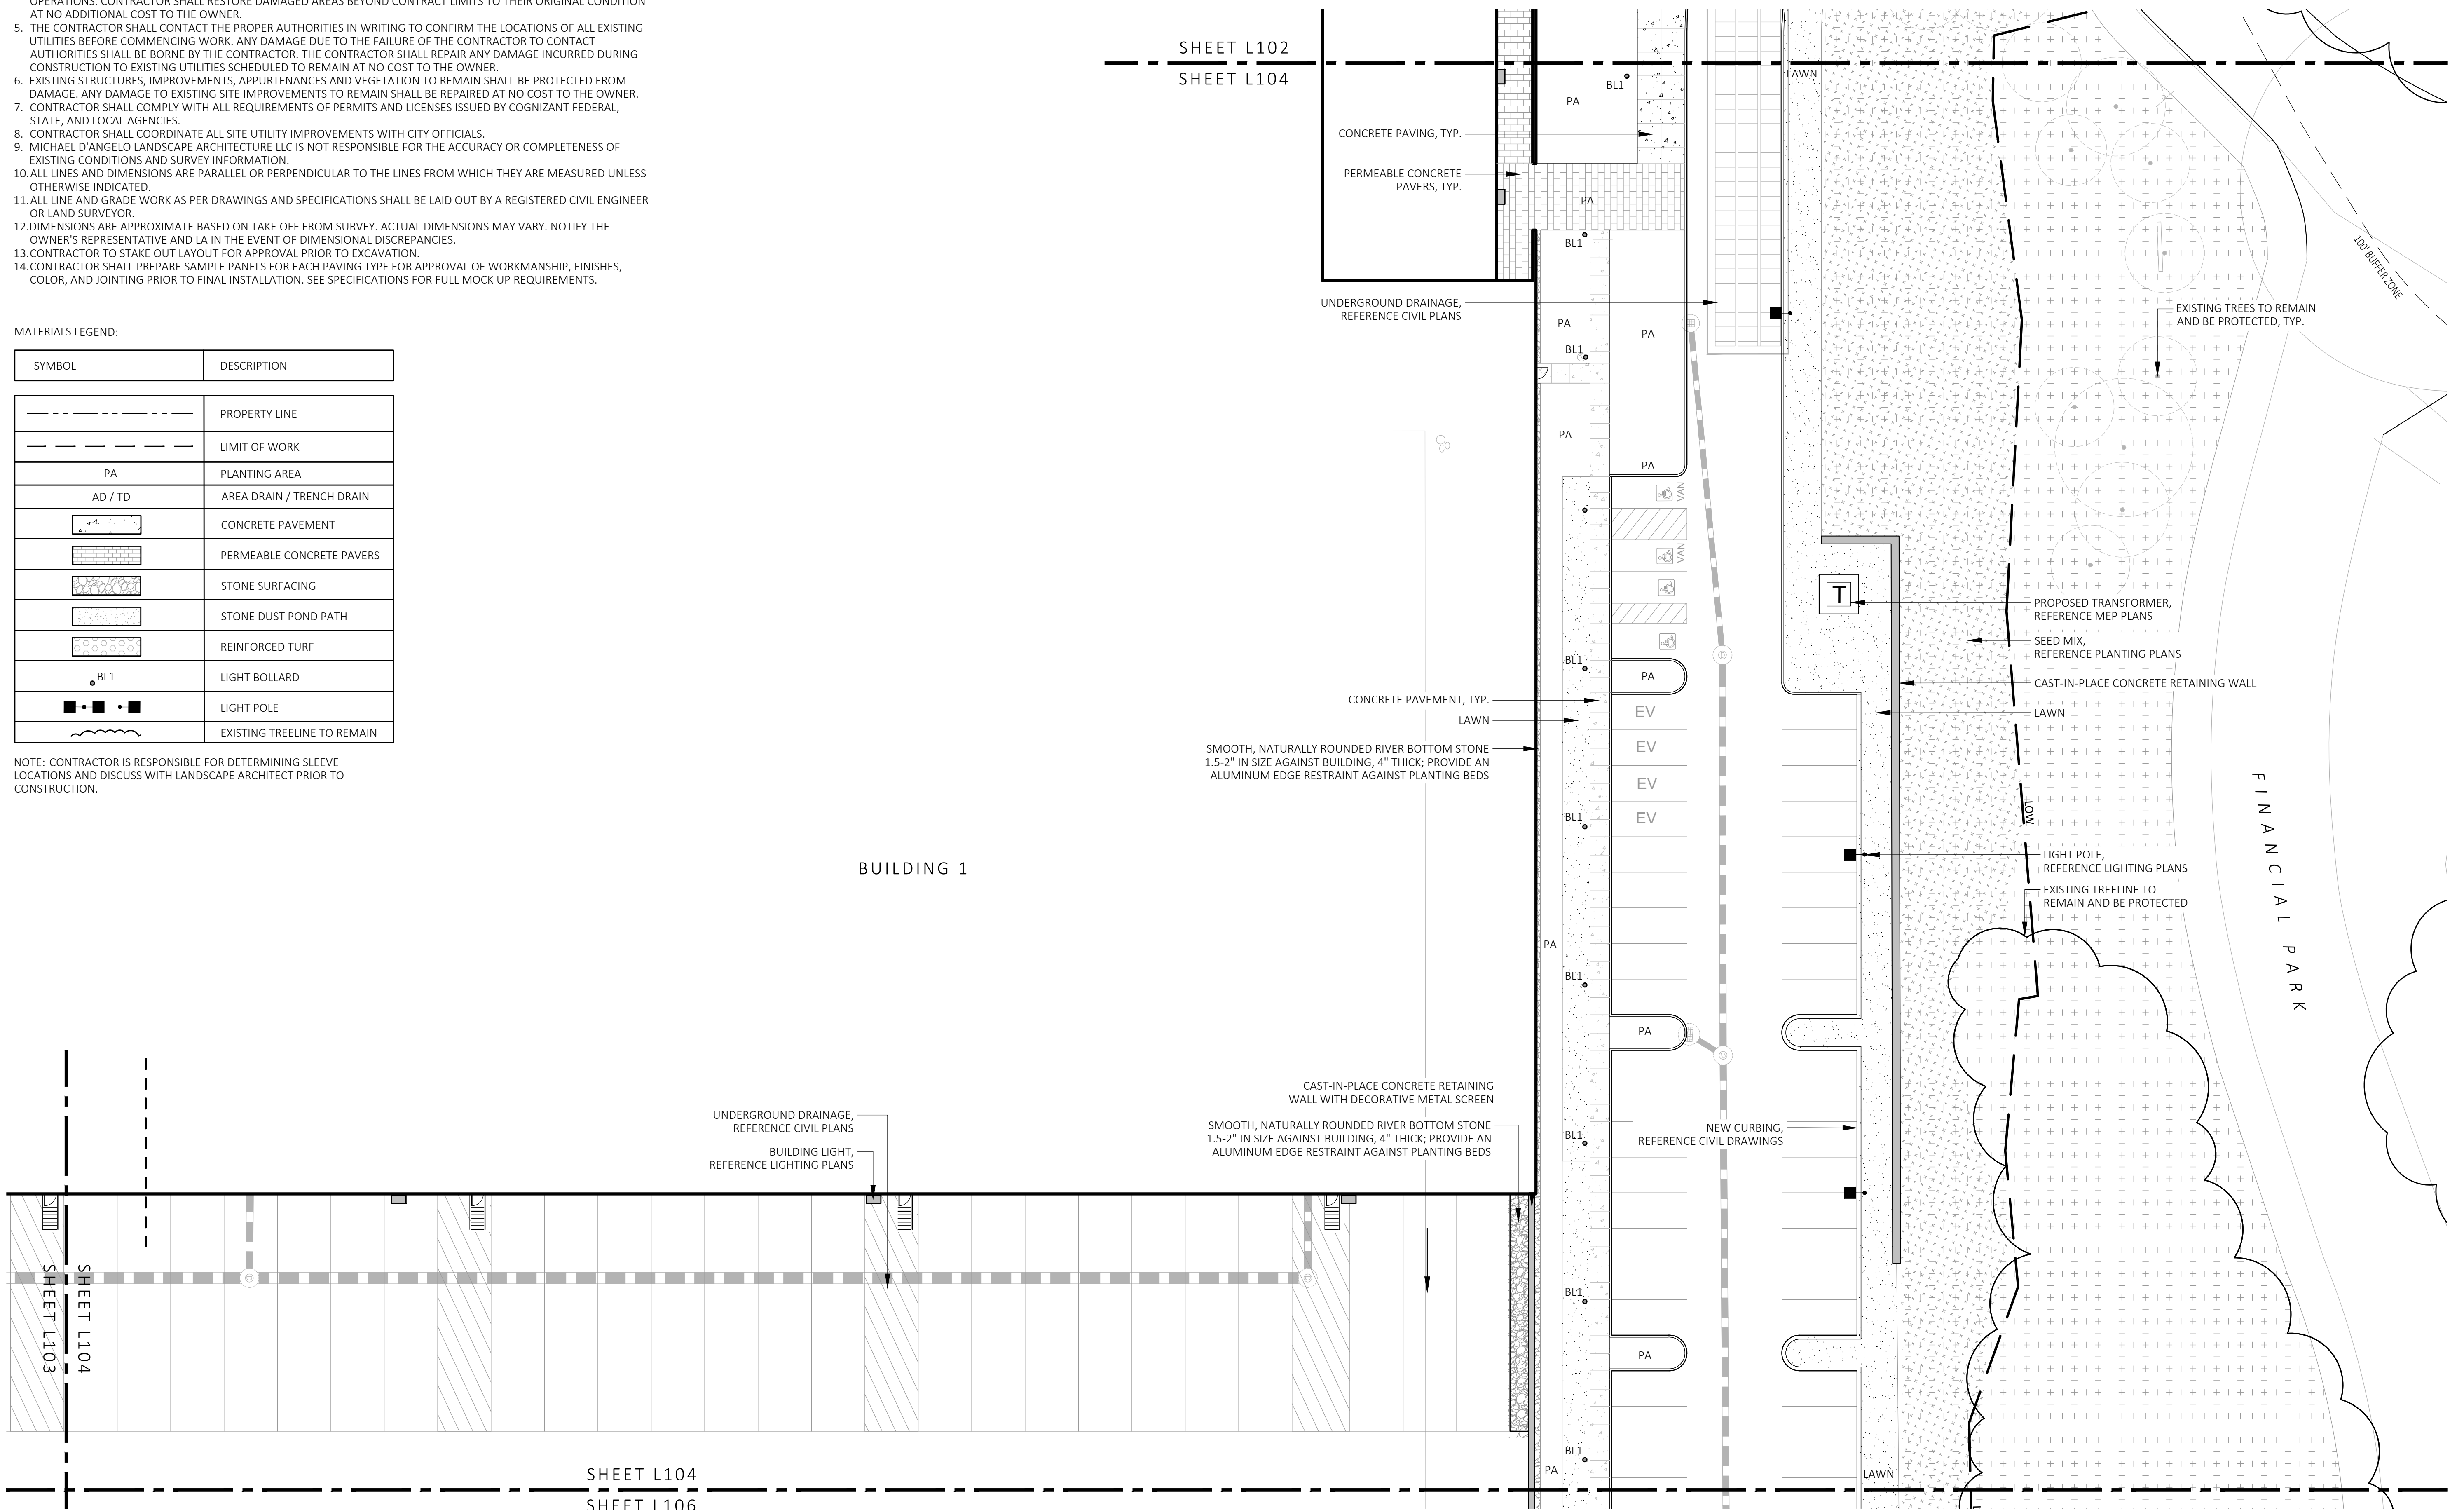 OPERATIONS. CONTRACTOR SHALL RESTORE DAMAGED AREAS BEYOND CONTRACT LIMITS TO THEIR ORIGINAL CONDITION
AT NO ADDITIONAL COST TO THE OWNER.
5. THE CONTRACTOR SHALL CONTACT THE PROPER AUTHORITIES IN WRITING TO CONFIRM THE LOCATIONS OF ALL EXISTING
UTILITIES BEFORE COMMENCING WORK. ANY DAMAGE DUE TO THE FAILURE OF THE CONTRACTOR TO CONTACT
AUTHORITIES SHALL BE BORNE BY THE CONTRACTOR. THE CONTRACTOR SHALL REPAIR ANY DAMAGE INCURRED DURING
CONSTRUCTION TO EXISTING UTILITIES SCHEDULED TO REMAIN AT NO COST TO THE OWNER.
6. EXISTING STRUCTURES, IMPROVEMENTS, APPURTENANCES AND VEGETATION TO REMAIN SHALL BE PROTECTED FROM
DAMAGE. ANY DAMAGE TO EXISTING SITE IMPROVEMENTS TO REMAIN SHALL BE REPAIRED AT NO COST TO THE OWNER.
7. CONTRACTOR SHALL COMPLY WITH ALL REQUIREMENTS OF PERMITS AND LICENSES ISSUED BY COGNIZANT FEDERAL,
STATE, AND LOCAL AGENCIES.
8. CONTRACTOR SHALL COORDINATE ALL SITE UTILITY IMPROVEMENTS WITH CITY OFFICIALS.
9. MICHAEL D'ANGELO LANDSCAPE ARCHITECTURE LLC IS NOT RESPONSIBLE FOR THE ACCURACY OR COMPLETENESS OF
EXISTING CONDITIONS AND SURVEY INFORMATION.
10. ALL LINES AND DIMENSIONS ARE PARALLEL OR PERPENDICULAR TO THE LINES FROM WHICH THEY ARE MEASURED UNLESS
OTHERWISE INDICATED.
11. ALL LINE AND GRADE WORK AS PER DRAWINGS AND SPECIFICATIONS SHALL BE LAID OUT BY A REGISTERED CIVIL ENGINEER
OR LAND SURVEYOR.
12. DIMENSIONS ARE APPROXIMATE BASED ON TAKE OFF FROM SURVEY. ACTUAL DIMENSIONS MAY VARY. NOTIFY THE
OWNER'S REPRESENTATIVE AND LA IN THE EVENT OF DIMENSIONAL DISCREPANCIES.
13. CONTRACTOR TO STAKE OUT LAYOUT FOR APPROVAL PRIOR TO EXCAVATION.
14. CONTRACTOR SHALL PREPARE SAMPLE PANELS FOR EACH PAVING TYPE FOR APPROVAL OF WORKMANSHIP, FINISHES,
COLOR, AND JOINTING PRIOR TO FINAL INSTALLATION. SEE SPECIFICATIONS FOR FULL MOCK UP REQUIREMENTS.
MATERIALS LEGEND:
SYMBOL DESCRIPTION
PROPERTY LINE
LIMIT OF WORK
PA PLANTING AREA
AD / TD AREA DRAIN / TRENCH DRAIN
CONCRETE PAVEMENT
PERMEABLE CONCRETE PAVERS
STONE SURFACING
STONE DUST POND PATH
REINFORCED TURF
BL1 LIGHT BOLLARD
LIGHT POLE
EXISTING TREELINE TO REMAIN
NOTE: CONTRACTOR IS RESPONSIBLE FOR DETERMINING SLEEVE
LOCATIONS AND DISCUSS WITH LANDSCAPE ARCHITECT PRIOR TO
CONSTRUCTION.
SHEET L102
SHEET L104
LAWN
BL1
PA
CONCRETE PAVING, TYP.
PERMEABLE CONCRETE
PAVERS, TYP.
PA
BL1
100' BUFFER ZONE
UNDERGROUND DRAINAGE,
REFERENCE CIVIL PLANS
PA
PA
BL1
EXISTING TREES TO REMAIN
AND BE PROTECTED, TYP.
PA
PA
VAN
VAN
T
PROPOSED TRANSFORMER,
REFERENCE MEP PLANS
SEED MIX,
REFERENCE PLANTING PLANS
CAST-IN-PLACE CONCRETE RETAINING WALL
LAWN
BL1
PA
CONCRETE PAVEMENT, TYP.
LAWN
EV
EV
EV
EV
SMOOTH, NATURALLY ROUNDED RIVER BOTTOM STONE
1.5-2" IN SIZE AGAINST BUILDING, 4" THICK; PROVIDE AN
ALUMINUM EDGE RESTRAINT AGAINST PLANTING BEDS
BL1
LOW
FINANCIAL PARK
LIGHT POLE,
REFERENCE LIGHTING PLANS
EXISTING TREELINE TO
REMAIN AND BE PROTECTED
BUILDING 1
PA
BL1
PA
CAST-IN-PLACE CONCRETE RETAINING
WALL WITH DECORATIVE METAL SCREEN
SMOOTH, NATURALLY ROUNDED RIVER BOTTOM STONE
1.5-2" IN SIZE AGAINST BUILDING, 4" THICK; PROVIDE AN
ALUMINUM EDGE RESTRAINT AGAINST PLANTING BEDS
BL1
NEW CURBING,
REFERENCE CIVIL DRAWINGS
UNDERGROUND DRAINAGE,
REFERENCE CIVIL PLANS
BUILDING LIGHT,
REFERENCE LIGHTING PLANS
SHEET L103
SHEET L104
BL1
PA
BL1
PA
LAWN
SHEET L104
SHEET L106